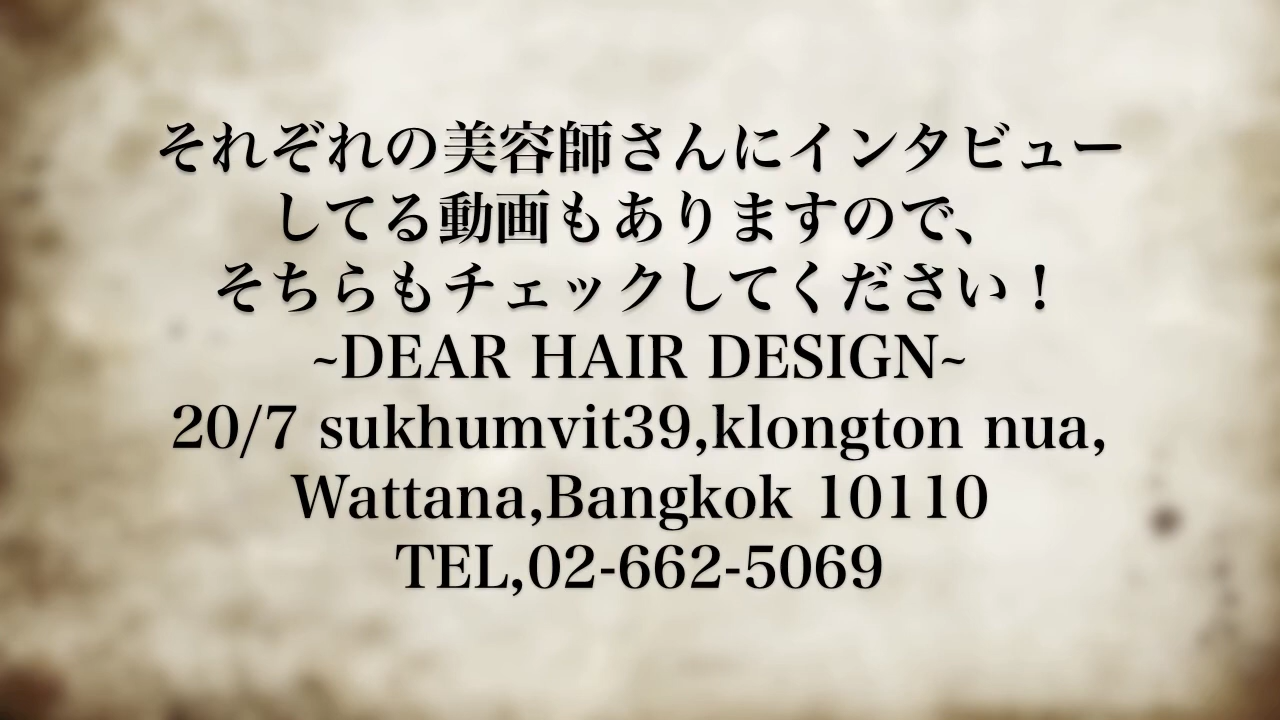 それぞれの美容師さんにインタビュー
してる動画もありますので、
そちらもチェックしてください！
~DEAR HAIR DESIGN~
20/7 sukhumvit39,klongton nua,
Wattana,Bangkok 10110
TEL,02-662-5069